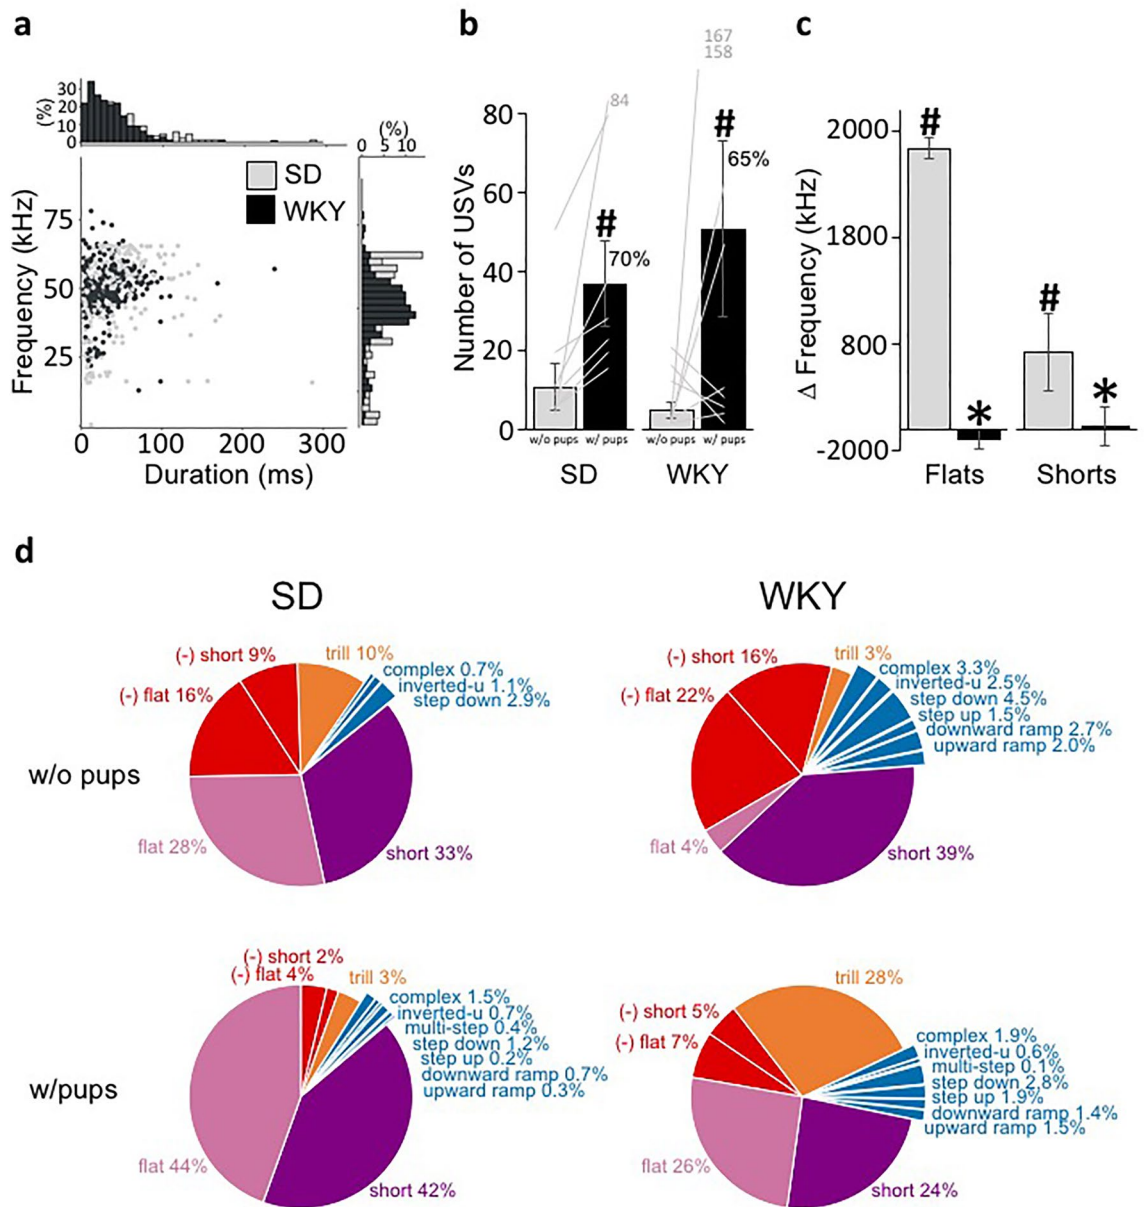 a
(%)
30
20
10
0
(%)
0 5 10
SD
WKY
Frequency (kHz)
75
50
25
0 100 200 300
Duration (ms)
b
167
158
84
Number of USVs
80
60
40
20
0
#
70%
#
65%
w/o pups w/ pups w/o pups w/ pups
SD WKY
c
Δ Frequency (kHz)
2000
1800
800
-2000
#
*
#
*
Flats Shorts
d
SD WKY
w/o pups
(-) short 9%
(-) flat 16%
trill 10%
complex 0.7%
inverted-u 1.1%
step down 2.9%
flat 28%
short 33%
(-) short 16%
(-) flat 22%
trill 3%
complex 3.3%
inverted-u 2.5%
step down 4.5%
step up 1.5%
downward ramp 2.7%
upward ramp 2.0%
flat 4%
short 39%
w/pups
(-) short 2%
(-) flat 4%
trill 3%
complex 1.5%
inverted-u 0.7%
multi-step 0.4%
step down 1.2%
step up 0.2%
downward ramp 0.7%
upward ramp 0.3%
flat 44%
short 42%
trill 28%
(-) short 5%
(-) flat 7%
complex 1.9%
inverted-u 0.6%
multi-step 0.1%
step down 2.8%
step up 1.9%
downward ramp 1.4%
upward ramp 1.5%
flat 26%
short 24%